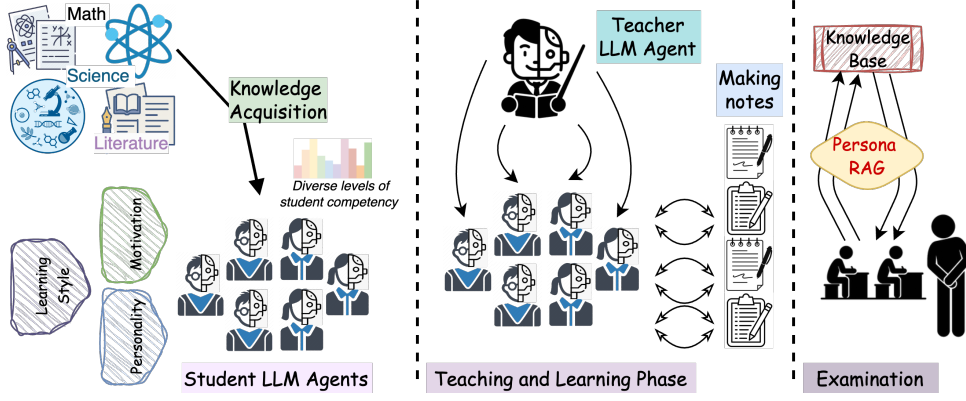 Math
Science
Literature
Knowledge
Acquisition
Diverse levels of
student competency
Motivation
Learning
Style
Personality
Student LLM Agents
Teacher
LLM Agent
Making
notes
Teaching and Learning Phase
Knowledge
Base
Persona
RAG
Examination